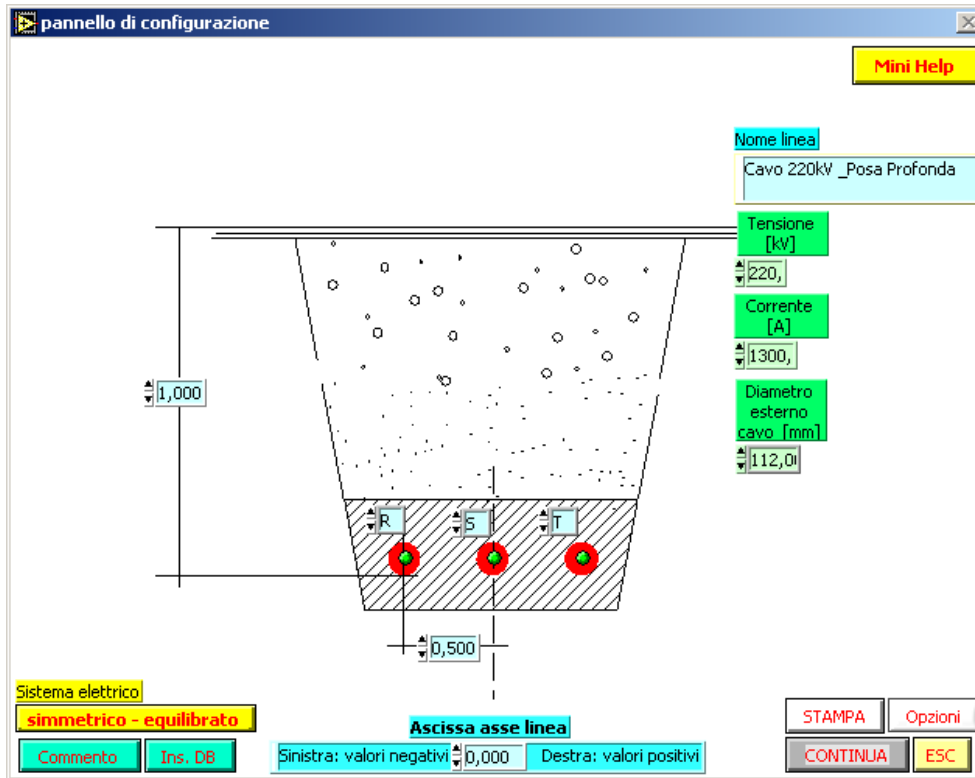 pannello di configurazione
Mini Help
Nome linea
Cavo 220kV _Posa Profonda
Tensione
[kV]
220,
Corrente
[A]
1300,
1,000
Diametro
esterno
cavo [mm]
112,0
R
S
T
0,500
Sistema elettrico
simmetrico - equilibrato
Commento
Ins. DB
Ascissa asse linea
Sinistra: valori negativi
0,000
Destra: valori positivi
STAMPA
Opzioni
CONTINUA
ESC